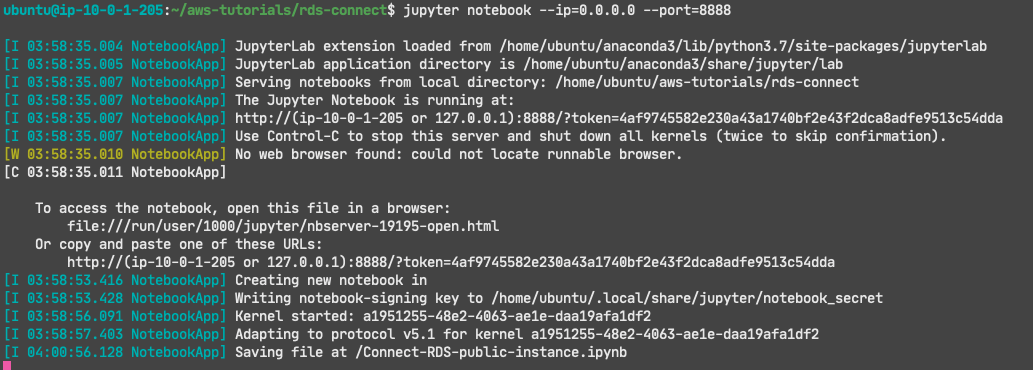 ubuntu@ip-10-0-1-205:~/aws-tutorials/rds-connect$ jupyter notebook --ip=0.0.0.0 --port=8888
[I 03:58:35.004 NotebookApp] JupyterLab extension loaded from /home/ubuntu/anaconda3/lib/python3.7/site-packages/jupyterlab
[I 03:58:35.005 NotebookApp] JupyterLab application directory is /home/ubuntu/anaconda3/share/jupyter/lab
[I 03:58:35.007 NotebookApp] Serving notebooks from local directory: /home/ubuntu/aws-tutorials/rds-connect
[I 03:58:35.007 NotebookApp] The Jupyter Notebook is running at:
[I 03:58:35.007 NotebookApp] http://(ip-10-0-1-205 or 127.0.0.1):8888/?token=4af9745582e230a43a1740bf2e43f2dca8adfe9513c54dda
[I 03:58:35.007 NotebookApp] Use Control-C to stop this server and shut down all kernels (twice to skip confirmation).
[W 03:58:35.010 NotebookApp] No web browser found: could not locate runnable browser.
[C 03:58:35.011 NotebookApp]
To access the notebook, open this file in a browser:
file:///run/user/1000/jupyter/nbserver-19195-open.html
Or copy and paste one of these URLs:
http://(ip-10-0-1-205 or 127.0.0.1):8888/?token=4af9745582e230a43a1740bf2e43f2dca8adfe9513c54dda
[I 03:58:53.416 NotebookApp] Creating new notebook in
[I 03:58:53.428 NotebookApp] Writing notebook-signing key to /home/ubuntu/.local/share/jupyter/notebook_secret
[I 03:58:56.091 NotebookApp] Kernel started: a1951255-48e2-4063-ae1e-daa19afa1df2
[I 03:58:57.403 NotebookApp] Adapting to protocol v5.1 for kernel a1951255-48e2-4063-ae1e-daa19afa1df2
[I 04:00:56.128 NotebookApp] Saving file at /Connect-RDS-public-instance.ipynb